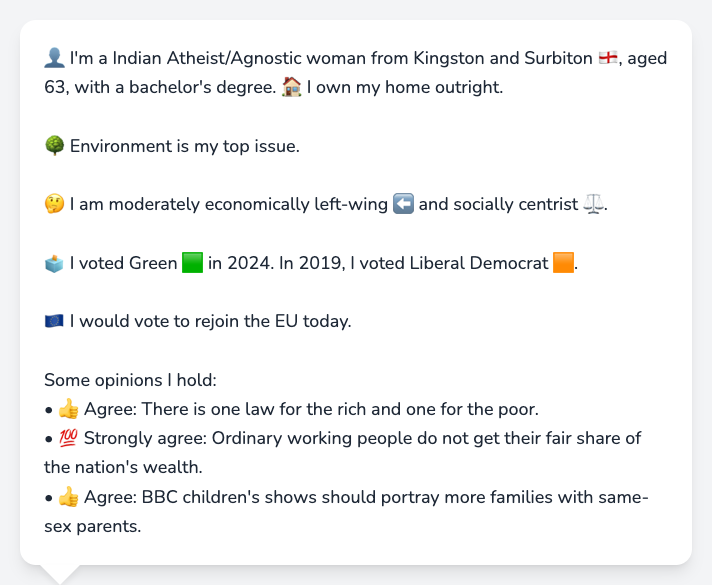 👤 I'm a Indian Atheist/Agnostic woman from Kingston and Surbiton 🏴󠁧󠁢󠁥󠁮󠁧󠁿, aged
63, with a bachelor's degree. 🏠 I own my home outright.
🌳 Environment is my top issue.
🤔 I am moderately economically left-wing ⬅️ and socially centrist ⚖️.
🗳️ I voted Green 🟩 in 2024. In 2019, I voted Liberal Democrat 🟧.
🇪🇺 I would vote to rejoin the EU today.
Some opinions I hold:
• 👍 Agree: There is one law for the rich and one for the poor.
• 💯 Strongly agree: Ordinary working people do not get their fair share of
the nation's wealth.
• 👍 Agree: BBC children's shows should portray more families with same-
sex parents.